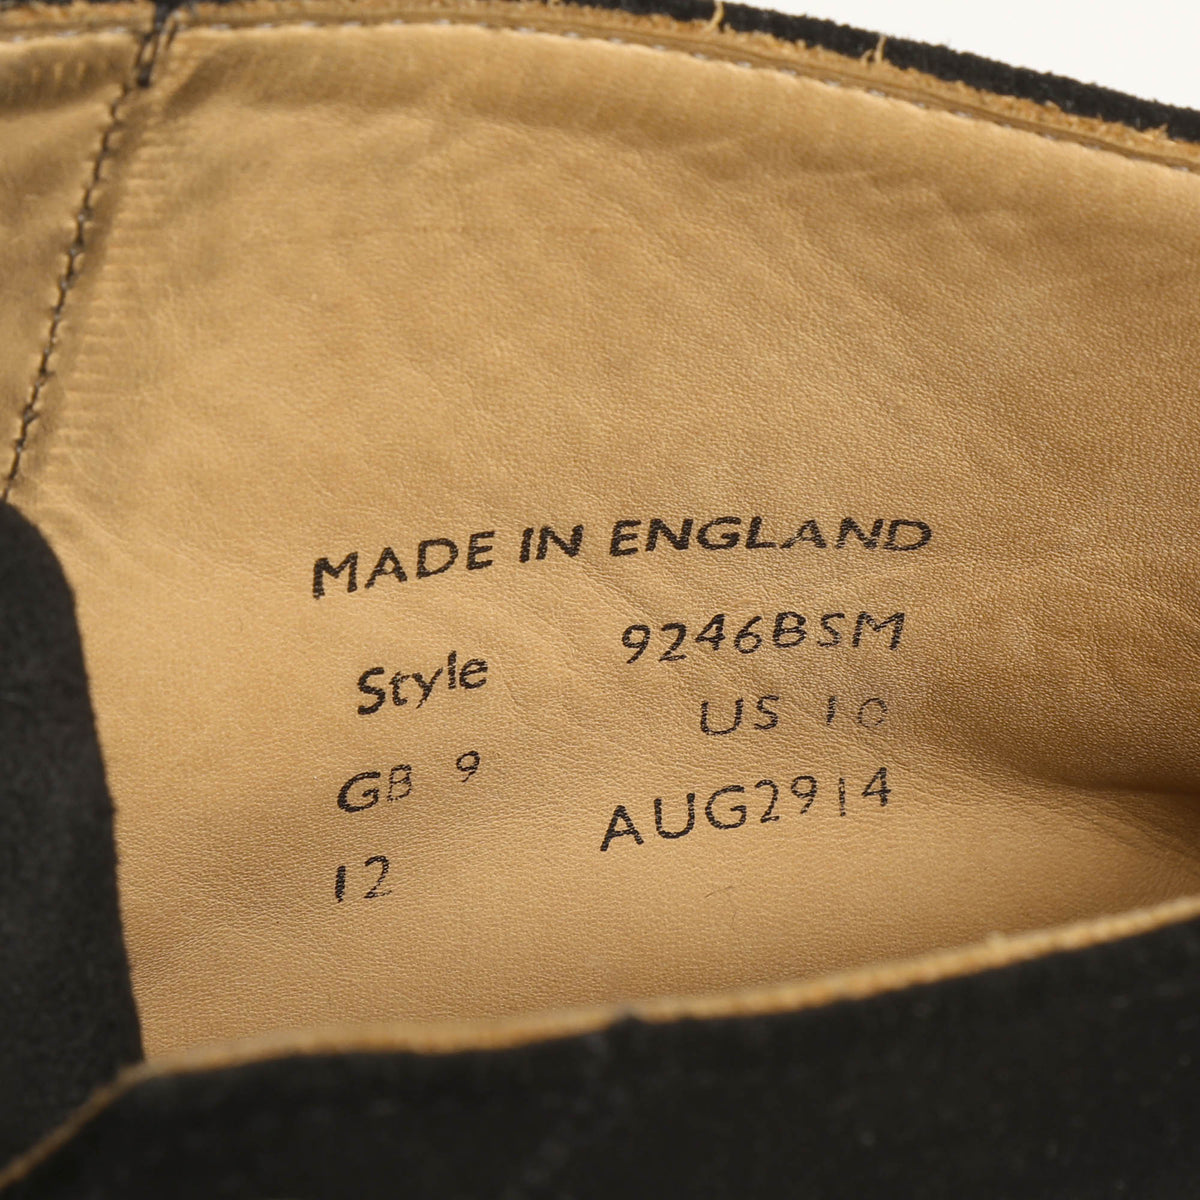 MADE IN ENGLAND
Style 9246BSM
GB 9 US 10
12 AUG2914